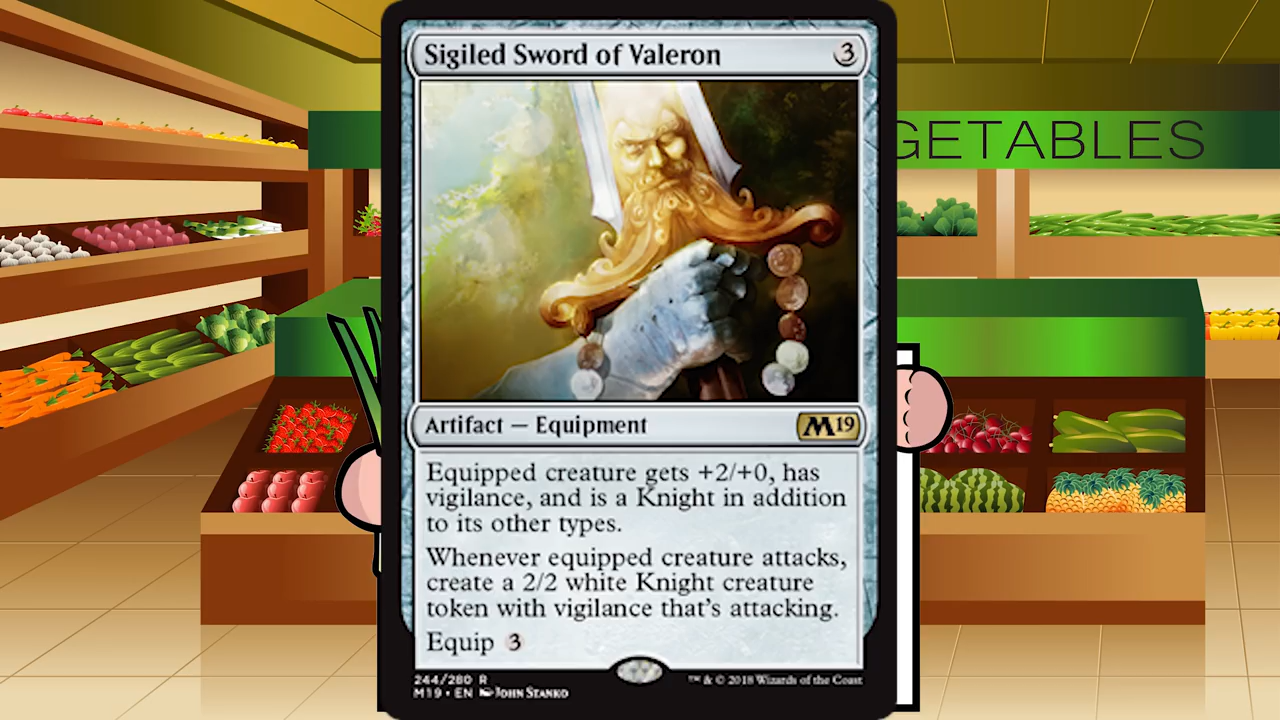 Sigiled Sword of Valeron 3
GETABLES
Artifact — Equipment M19
Equipped creature gets +2/+0, has
vigilance, and is a Knight in addition
to its other types.
Whenever equipped creature attacks,
create a 2/2 white Knight creature
token with vigilance that's attacking.
Equip 3
244/280 R
M19 • EN John Stanko
™ & © 2018 Wizards of the Coast